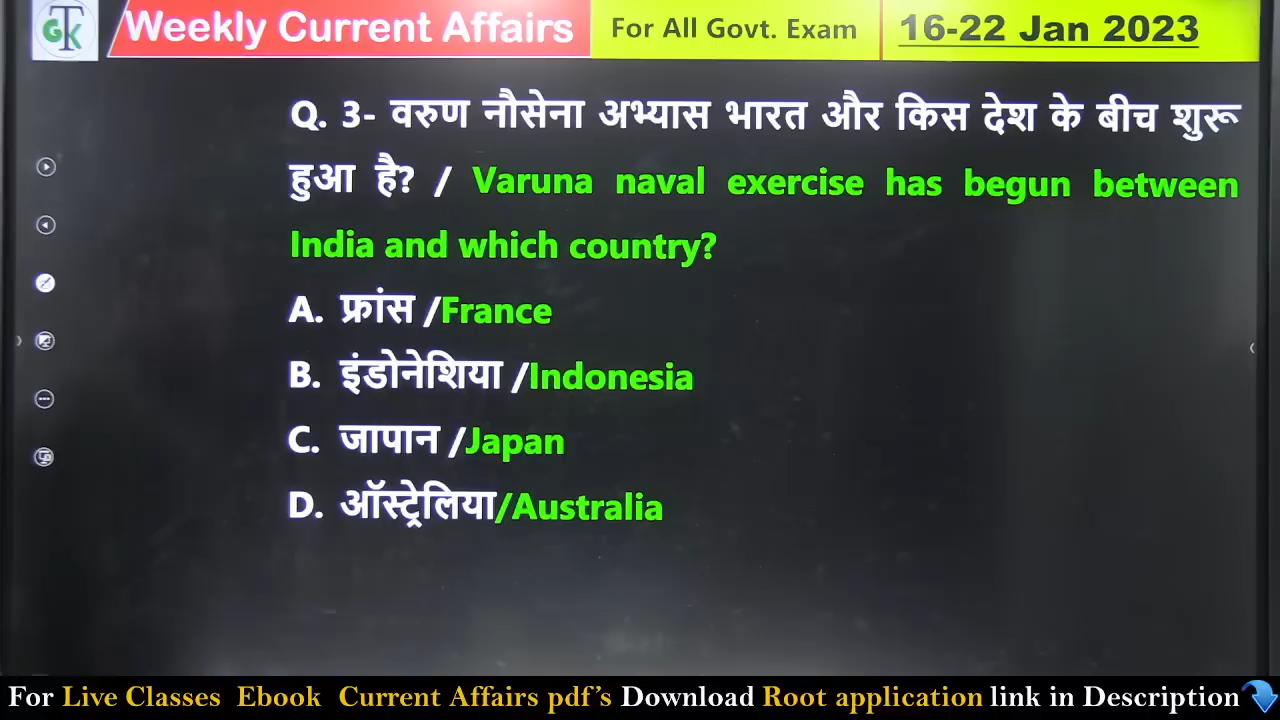 GTK
Weekly Current Affairs For All Govt. Exam 16-22 Jan 2023
Q. 3- वरुण नौसेना अभ्यास भारत और किस देश के बीच शुरू
हुआ है? / Varuna naval exercise has begun between
India and which country?
A. फ्रांस /France
B. इंडोनेशिया /Indonesia
C. जापान /Japan
D. ऑस्ट्रेलिया/Australia
For Live Classes Ebook Current Affairs pdf's Download Root application link in Description